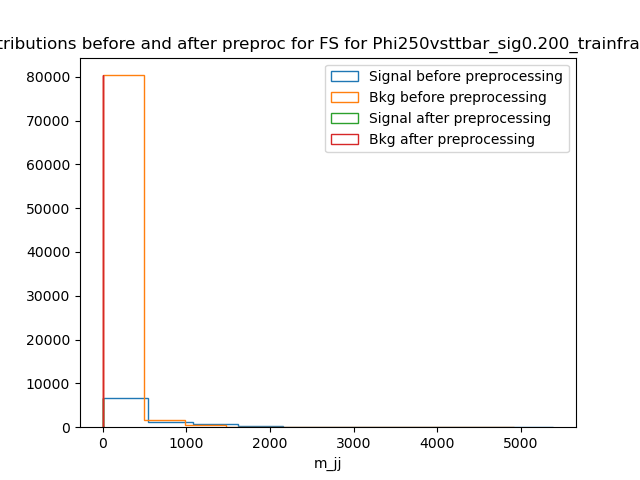 tributions before and after preproc for FS for Phi250vsttbar_sig0.200_trainfra
Signal before preprocessing
Bkg before preprocessing
Signal after preprocessing
Bkg after preprocessing
80000
70000
60000
50000
40000
30000
20000
10000
0
0 1000 2000 3000 4000 5000
m_jj